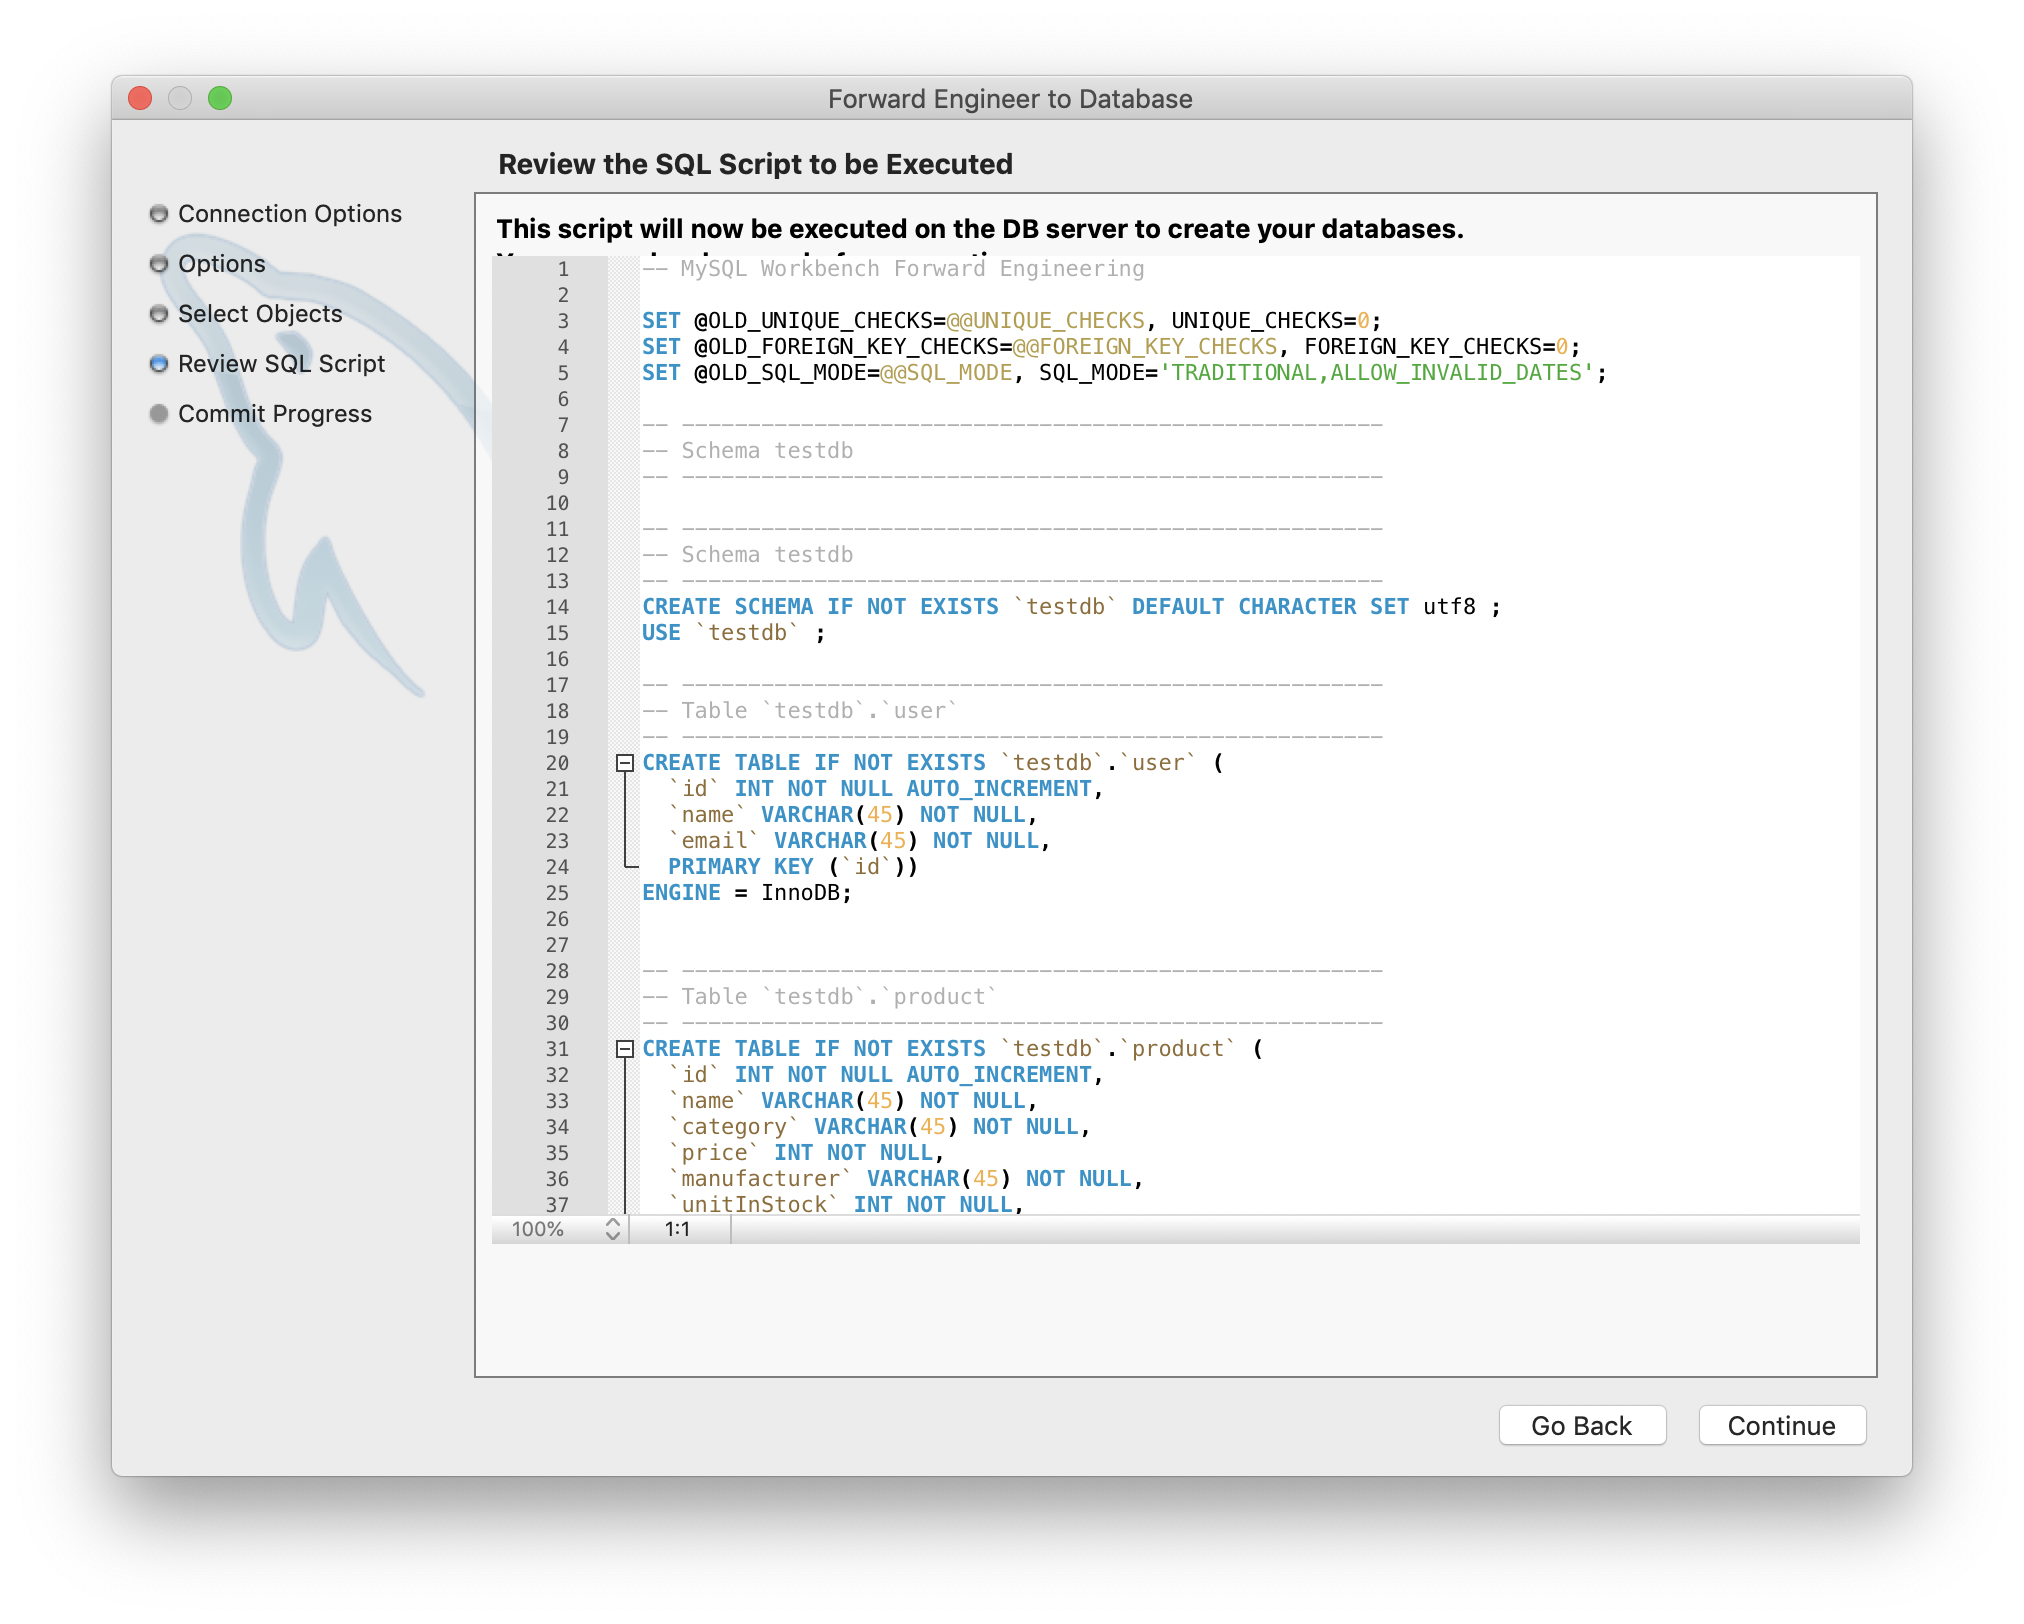 Forward Engineer to Database
Review the SQL Script to be Executed
Connection Options
Options
Select Objects
Review SQL Script
Commit Progress
This script will now be executed on the DB server to create your databases.
1 -- MySQL Workbench Forward Engineering
2
3 SET @OLD_UNIQUE_CHECKS=@@UNIQUE_CHECKS, UNIQUE_CHECKS=0;
4 SET @OLD_FOREIGN_KEY_CHECKS=@@FOREIGN_KEY_CHECKS, FOREIGN_KEY_CHECKS=0;
5 SET @OLD_SQL_MODE=@@SQL_MODE, SQL_MODE='TRADITIONAL,ALLOW_INVALID_DATES';
6
7 -- -----------------------------------------------------
8 -- Schema testdb
9 -- -----------------------------------------------------
10
11 -- -----------------------------------------------------
12 -- Schema testdb
13 -- -----------------------------------------------------
14 CREATE SCHEMA IF NOT EXISTS `testdb` DEFAULT CHARACTER SET utf8 ;
15 USE `testdb` ;
16
17 -- -----------------------------------------------------
18 -- Table `testdb`.`user`
19 -- -----------------------------------------------------
20 CREATE TABLE IF NOT EXISTS `testdb`.`user` (
21 `id` INT NOT NULL AUTO_INCREMENT,
22 `name` VARCHAR(45) NOT NULL,
23 `email` VARCHAR(45) NOT NULL,
24 PRIMARY KEY (`id`))
25 ENGINE = InnoDB;
26
27
28 -- -----------------------------------------------------
29 -- Table `testdb`.`product`
30 -- -----------------------------------------------------
31 CREATE TABLE IF NOT EXISTS `testdb`.`product` (
32 `id` INT NOT NULL AUTO_INCREMENT,
33 `name` VARCHAR(45) NOT NULL,
34 `category` VARCHAR(45) NOT NULL,
35 `price` INT NOT NULL,
36 `manufacturer` VARCHAR(45) NOT NULL,
37 `unitInStock` INT NOT NULL,
100% 1:1
Go Back Continue